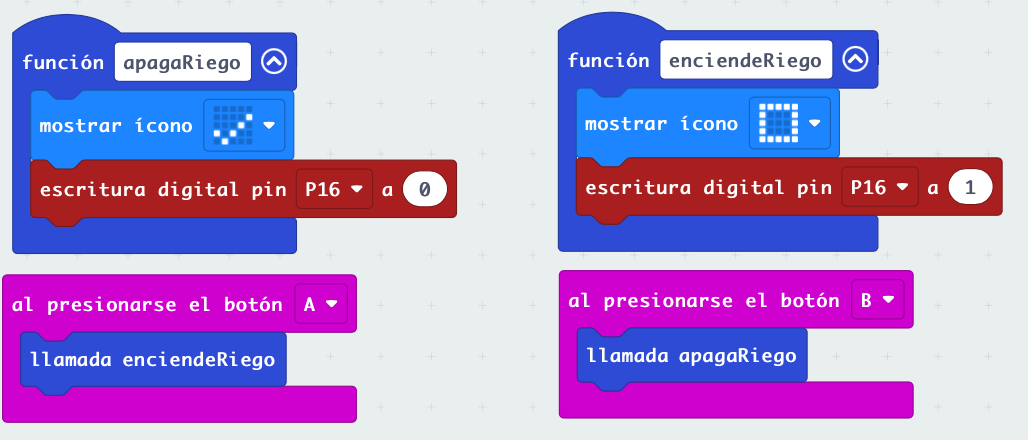 función apagaRiego
mostrar ícono
escritura digital pin P16 a 0
al presionarse el botón A
llamada enciendeRiego
función enciendeRiego
mostrar ícono
escritura digital pin P16 a 1
al presionarse el botón B
llamada apagaRiego